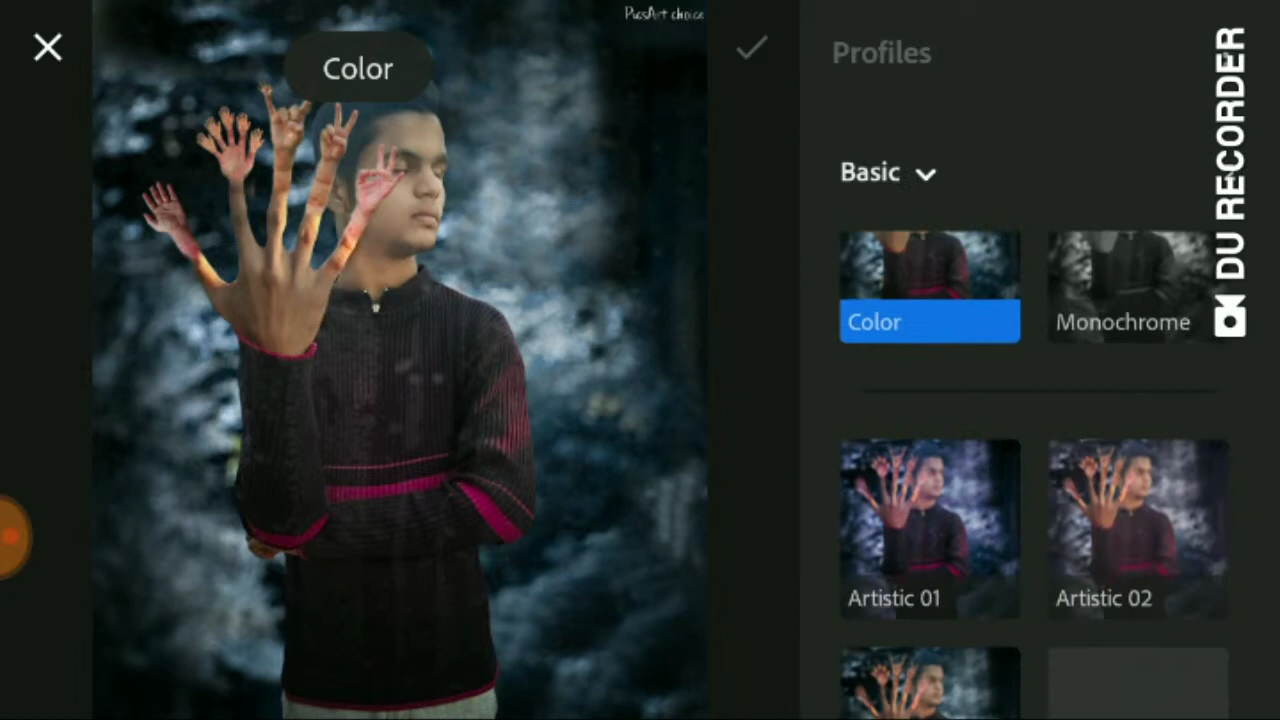 PicsArt choice
Color
Profiles
Basic
Color
Monochrome
Artistic 01
Artistic 02
DU RECORDER